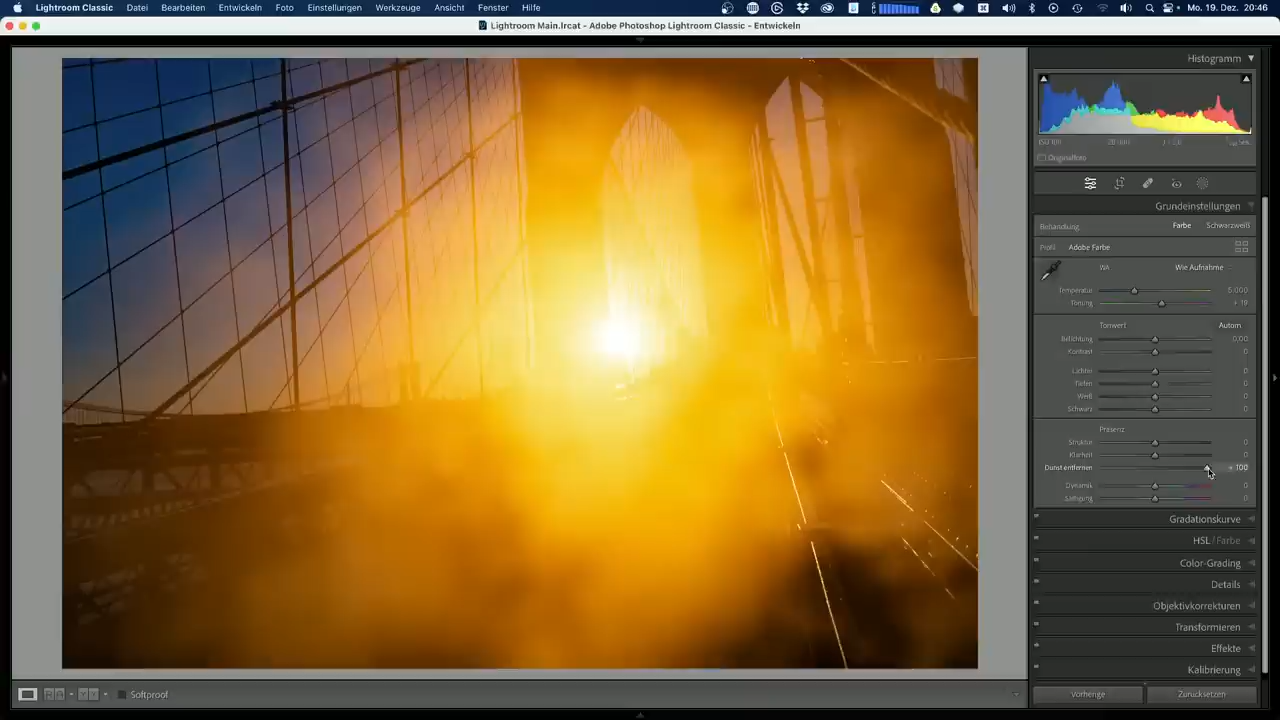 Lightroom Classic Datei Bearbeiten Entwickeln Foto Einstellungen Werkzeuge Ansicht Fenster Hilfe Mo. 19. Dez. 20:46
Lightroom Main.lrcat - Adobe Photoshop Lightroom Classic - Entwickeln
Histogramm
ISO 100
Originalfoto
Grundeinstellungen
Behandlung Farbe Schwarzweiß
Profil Adobe Farbe
WA Wie Aufnahme
Temperatur 5.000
Tönung + 19
Tonwert Autom.
Belichtung 0,00
Kontrast 0
Lichter 0
Tiefen 0
Weiß 0
Schwarz 0
Präsenz
Struktur 0
Klarheit 0
Dunst entfernen + 100
Dynamik 0
Sättigung 0
Gradationskurve
HSL / Farbe
Color-Grading
Details
Objektivkorrekturen
Transformieren
Effekte
Kalibrierung
Softproof
Vorherige Zurücksetzen